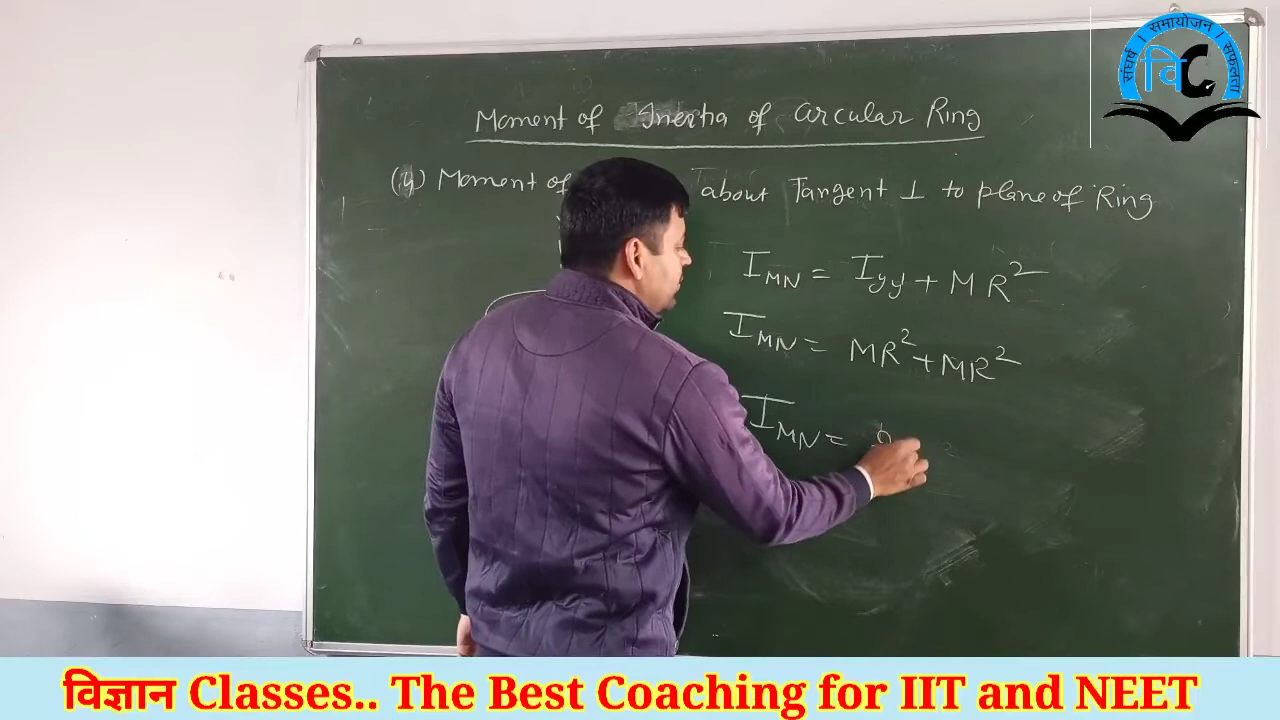 संघर्ष । समायोजन । सफलता
वि C
Moment of Inertia of Circular Ring
(4) Moment of about Tangent ⊥ to plane of Ring
I_MN = I_yy + MR²
I_MN = MR² + MR²
I_MN =
विज्ञान Classes.. The Best Coaching for IIT and NEET